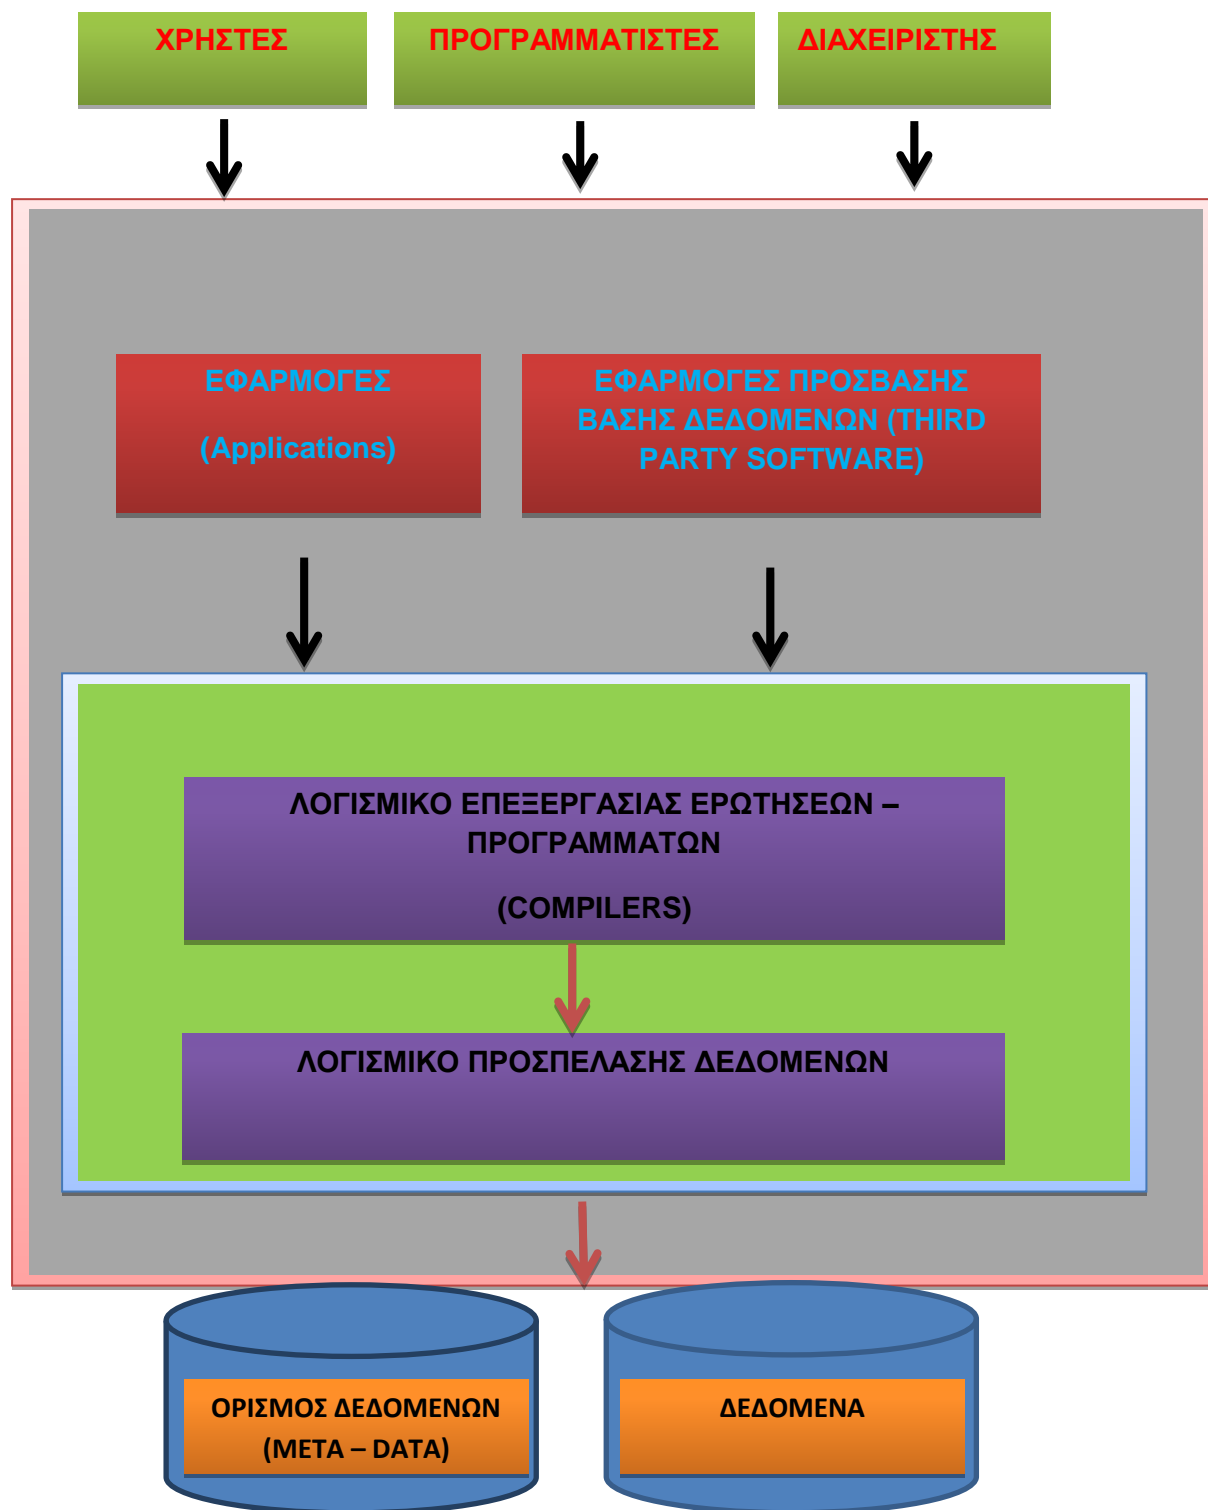 ΧΡΗΣΤΕΣ
ΠΡΟΓΡΑΜΜΑΤΙΣΤΕΣ
ΔΙΑΧΕΙΡΙΣΤΗΣ
ΕΦΑΡΜΟΓΕΣ
(Applications)
ΕΦΑΡΜΟΓΕΣ ΠΡΟΣΒΑΣΗΣ
ΒΑΣΗΣ ΔΕΔΟΜΕΝΩΝ (THIRD
PARTY SOFTWARE)
ΛΟΓΙΣΜΙΚΟ ΕΠΕΞΕΡΓΑΣΙΑΣ ΕΡΩΤΗΣΕΩΝ –
ΠΡΟΓΡΑΜΜΑΤΩΝ
(COMPILERS)
ΛΟΓΙΣΜΙΚΟ ΠΡΟΣΠΕΛΑΣΗΣ ΔΕΔΟΜΕΝΩΝ
ΟΡΙΣΜΟΣ ΔΕΔΟΜΕΝΩΝ
(META – DATA)
ΔΕΔΟΜΕΝΑ